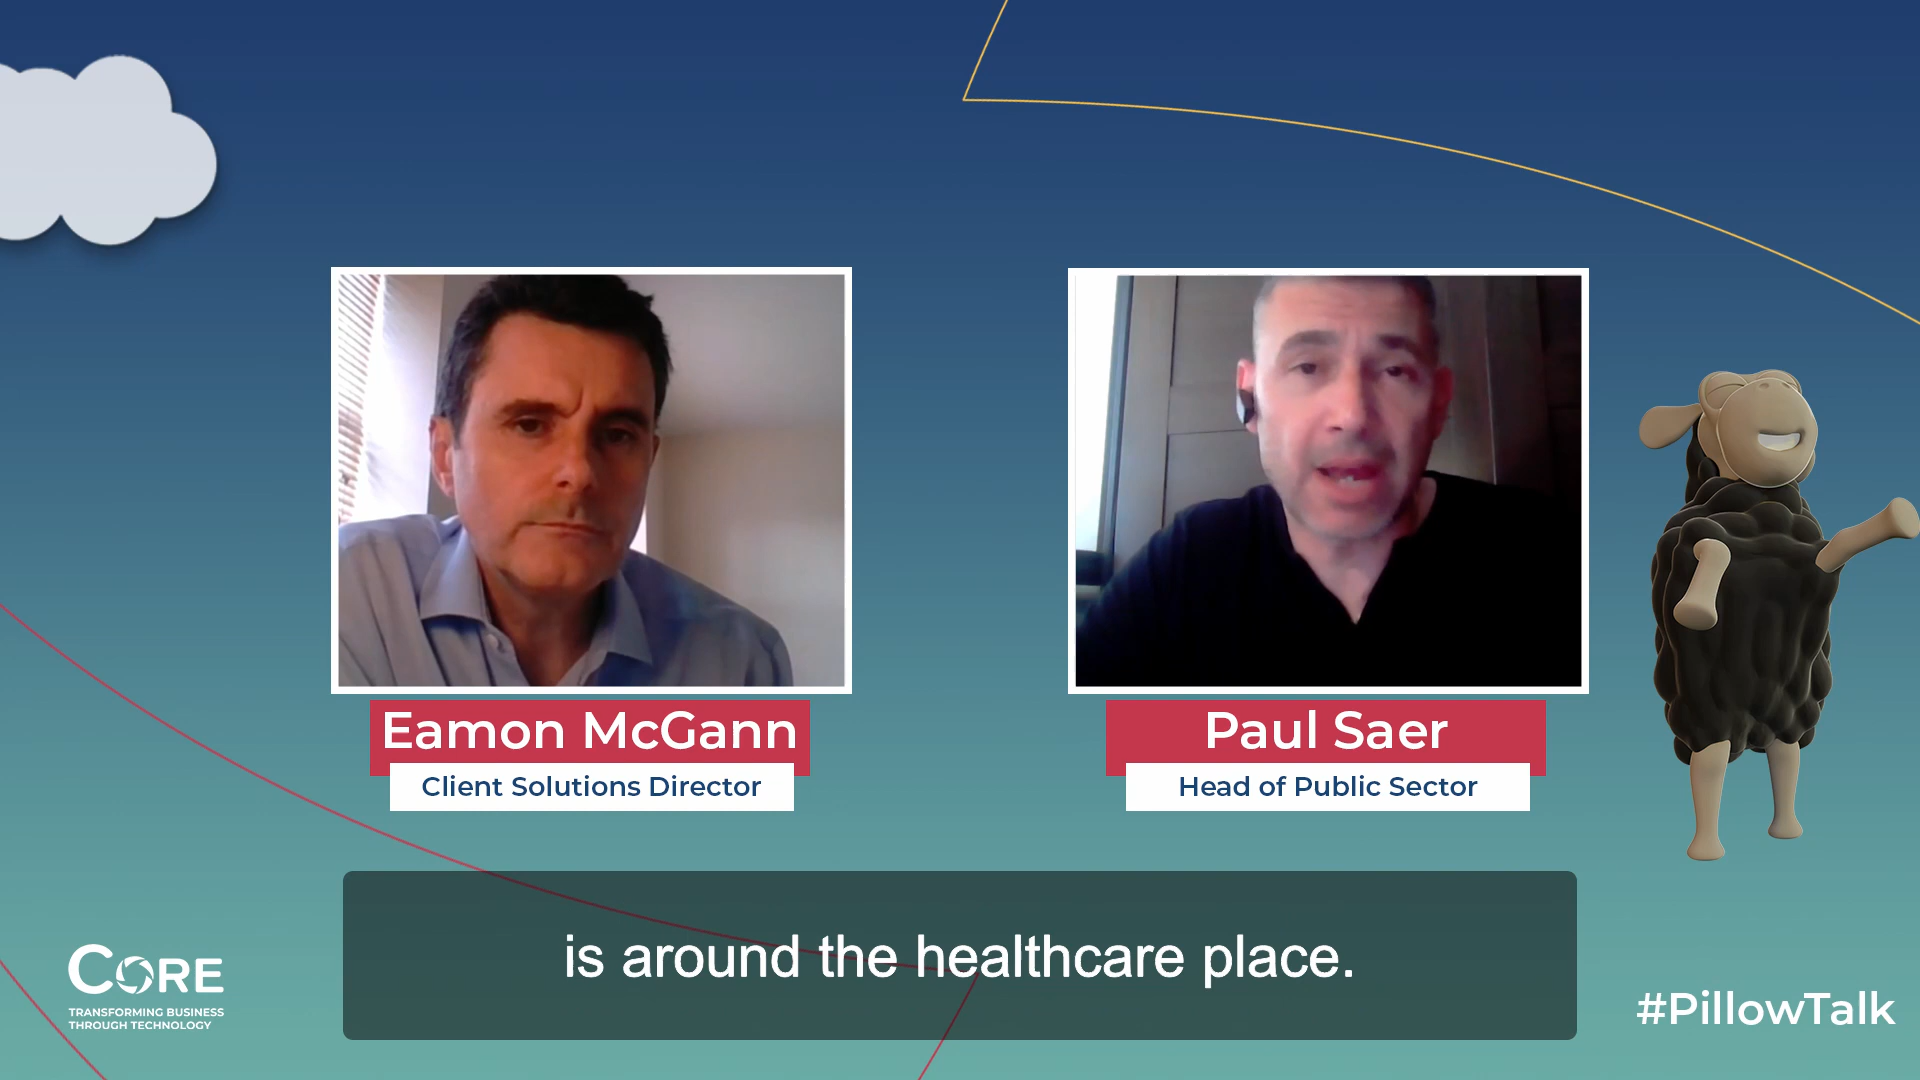 Eamon McGann
Client Solutions Director
Paul Saer
Head of Public Sector
is around the healthcare place.
CORE
TRANSFORMING BUSINESS
THROUGH TECHNOLOGY
#PillowTalk